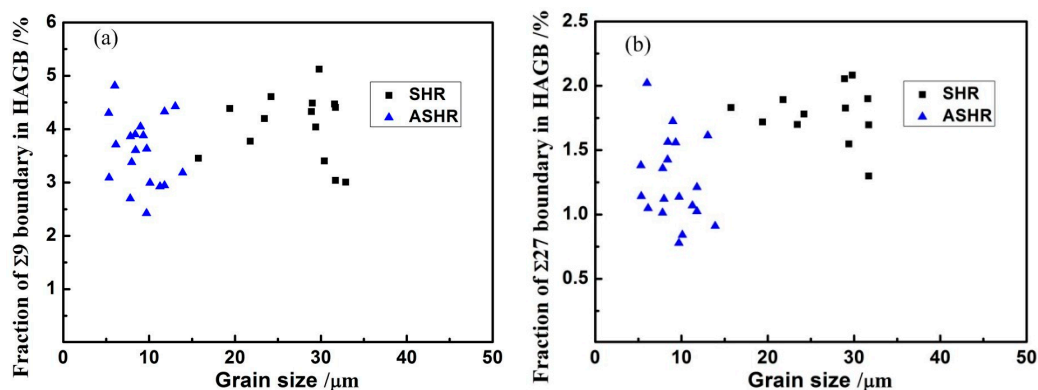 (a)
Fraction of Σ9 boundary in HAGB /%
6
5
4
3
2
1
SHR
ASHR
0 10 20 30 40 50
Grain size /μm
(b)
Fraction of Σ27 boundary in HAGB /%
2.5
2.0
1.5
1.0
0.5
SHR
ASHR
0 10 20 30 40 50
Grain size /μm